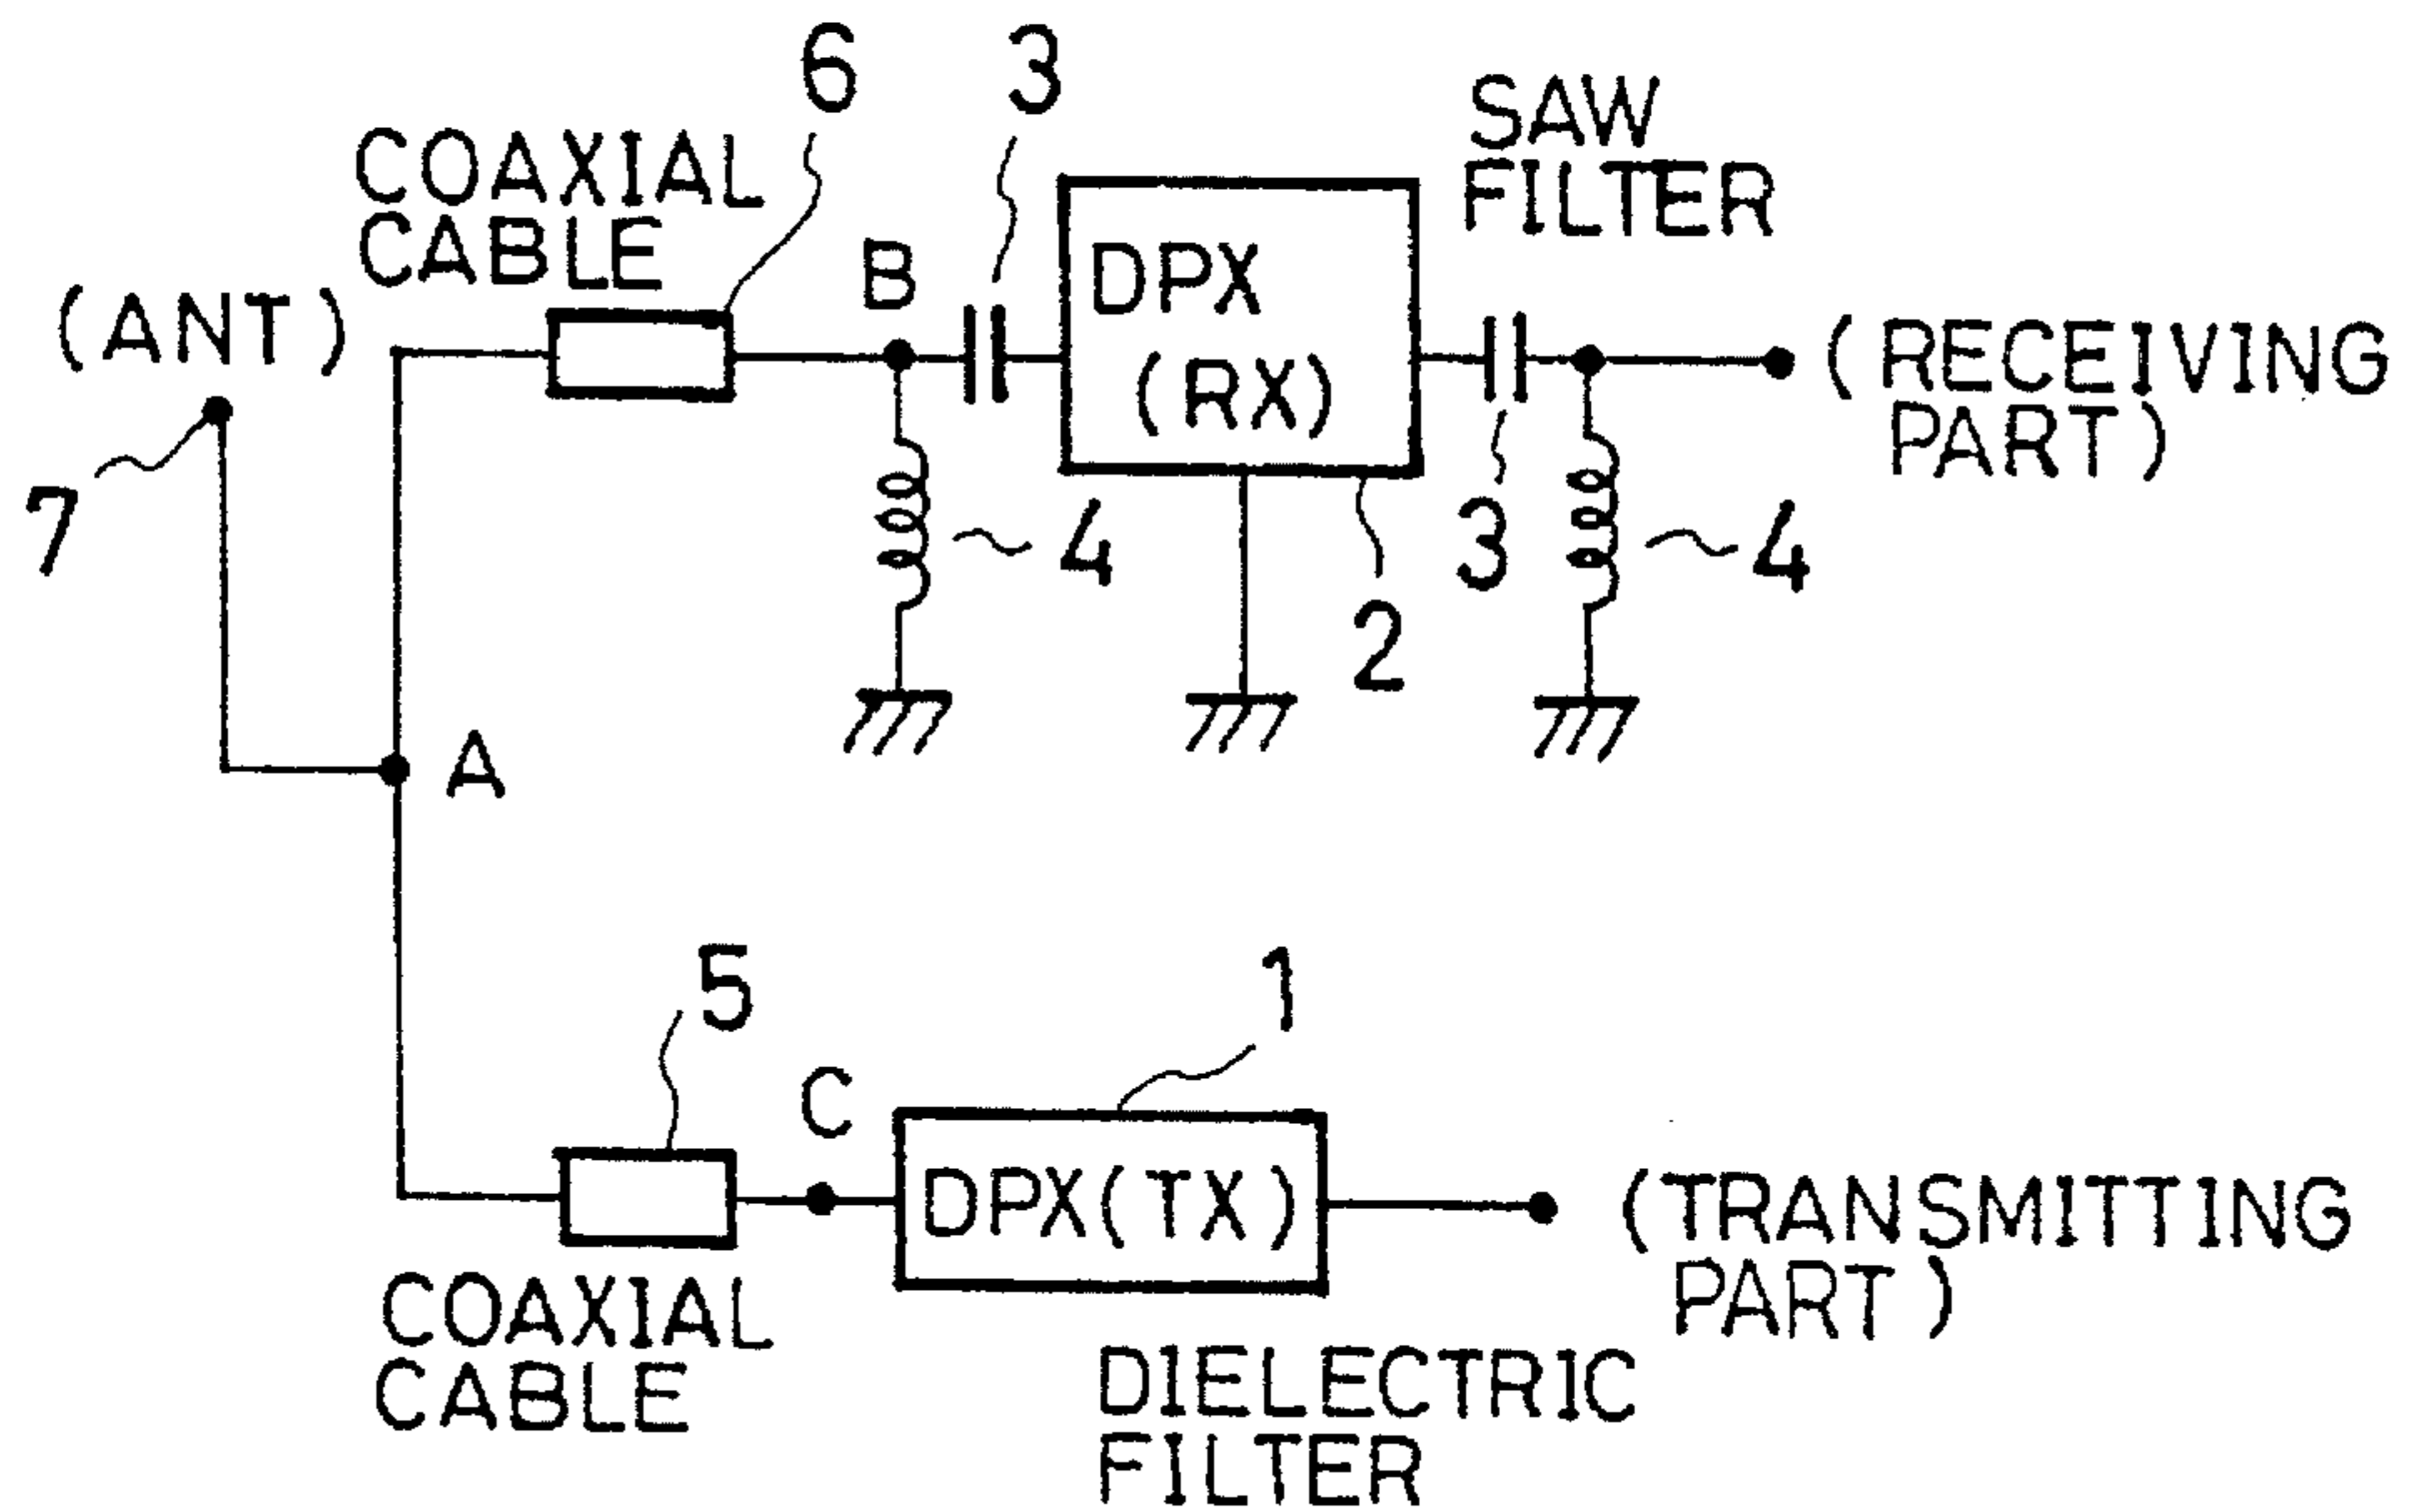 6
3
SAW
FILTER
COAXIAL
CABLE
B
DPX
(RX)
(ANT)
(RECEIVING
PART)
7
4
3
4
2
A
5
1
C
DPX(TX)
(TRANSMITTING
PART)
COAXIAL
CABLE
DIELECTRIC
FILTER